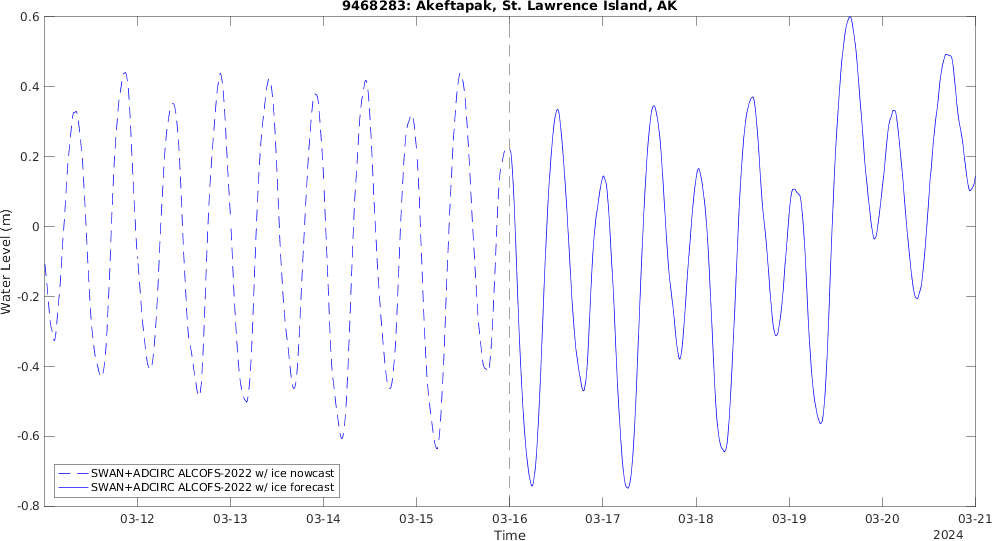 9468283: Akeftapak, St. Lawrence Island, AK
Water Level (m)
0.6
0.4
0.2
0
-0.2
-0.4
-0.6
-0.8
SWAN+ADCIRC ALCOFS-2022 w/ ice nowcast
SWAN+ADCIRC ALCOFS-2022 w/ ice forecast
03-12 03-13 03-14 03-15 03-16 03-17 03-18 03-19 03-20 03-21
Time
2024